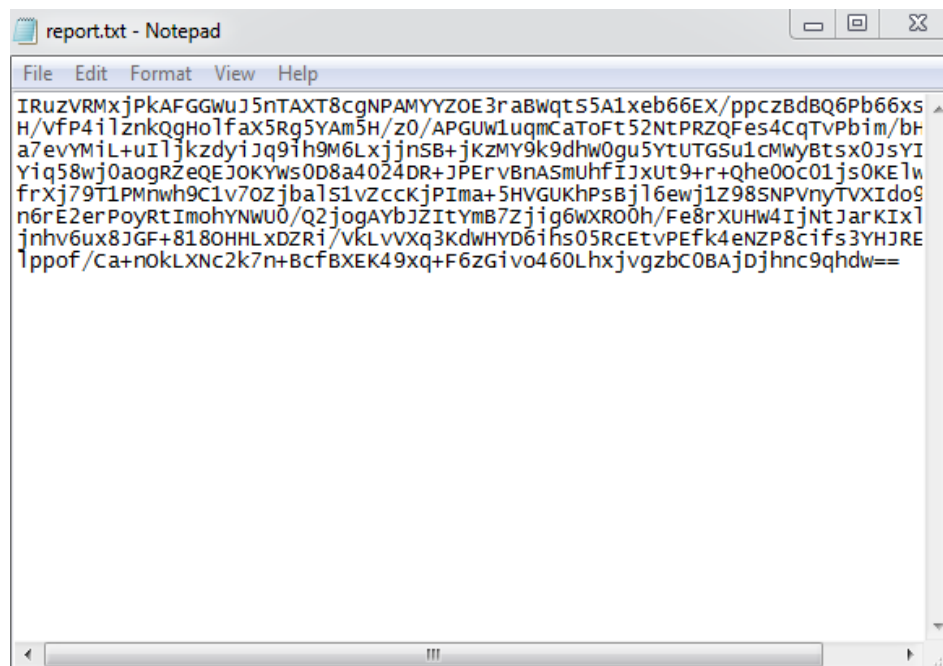 report.txt - Notepad
File Edit Format View Help
IRuzVRMxjPkAFGGWuJ5nTAXT8cgNPAMYYZOE3raBWqtS5A1xeb66EX/ppczBdBQ6Pb66xs
H/VfP4ilznkQgHolfaX5Rg5YAm5H/z0/APGUW1uqmCaToFt52NtPRZQFes4CqTvPbim/bH
a7evYMiL+uIljkzdyiJq9ih9M6LxjjnSB+jKzMY9k9dhW0gu5YtUTGSu1cMWyBtsx0JsYI
Yiq58wj0aogRZeQEJOKYWs0D8a4024DR+JPErvBnASmUhfIJxUt9+r+Qhe0Oc01js0KElw
frXj79T1PMnwh9C1v7OZjbalS1vZccKjPIma+5HVGUKhPsBjl6ewj1Z98SNPVnyTVXIdo9
n6rE2erPoyRtImohYNWU0/Q2jogAYbJZItYmB7Zjig6WXRO0h/Fe8rXUHW4IjNtJarKIxl
jnhv6ux8JGF+818OHHLxDZRi/VkLvVXq3KdWHYD6ihs05RcEtvPEfk4eNZP8cifs3YHJRE
lppof/Ca+nOkLXNc2k7n+BcfBXEK49xq+F6zGivo460LhxjvgzbC0BAjDjhnc9qhdw==